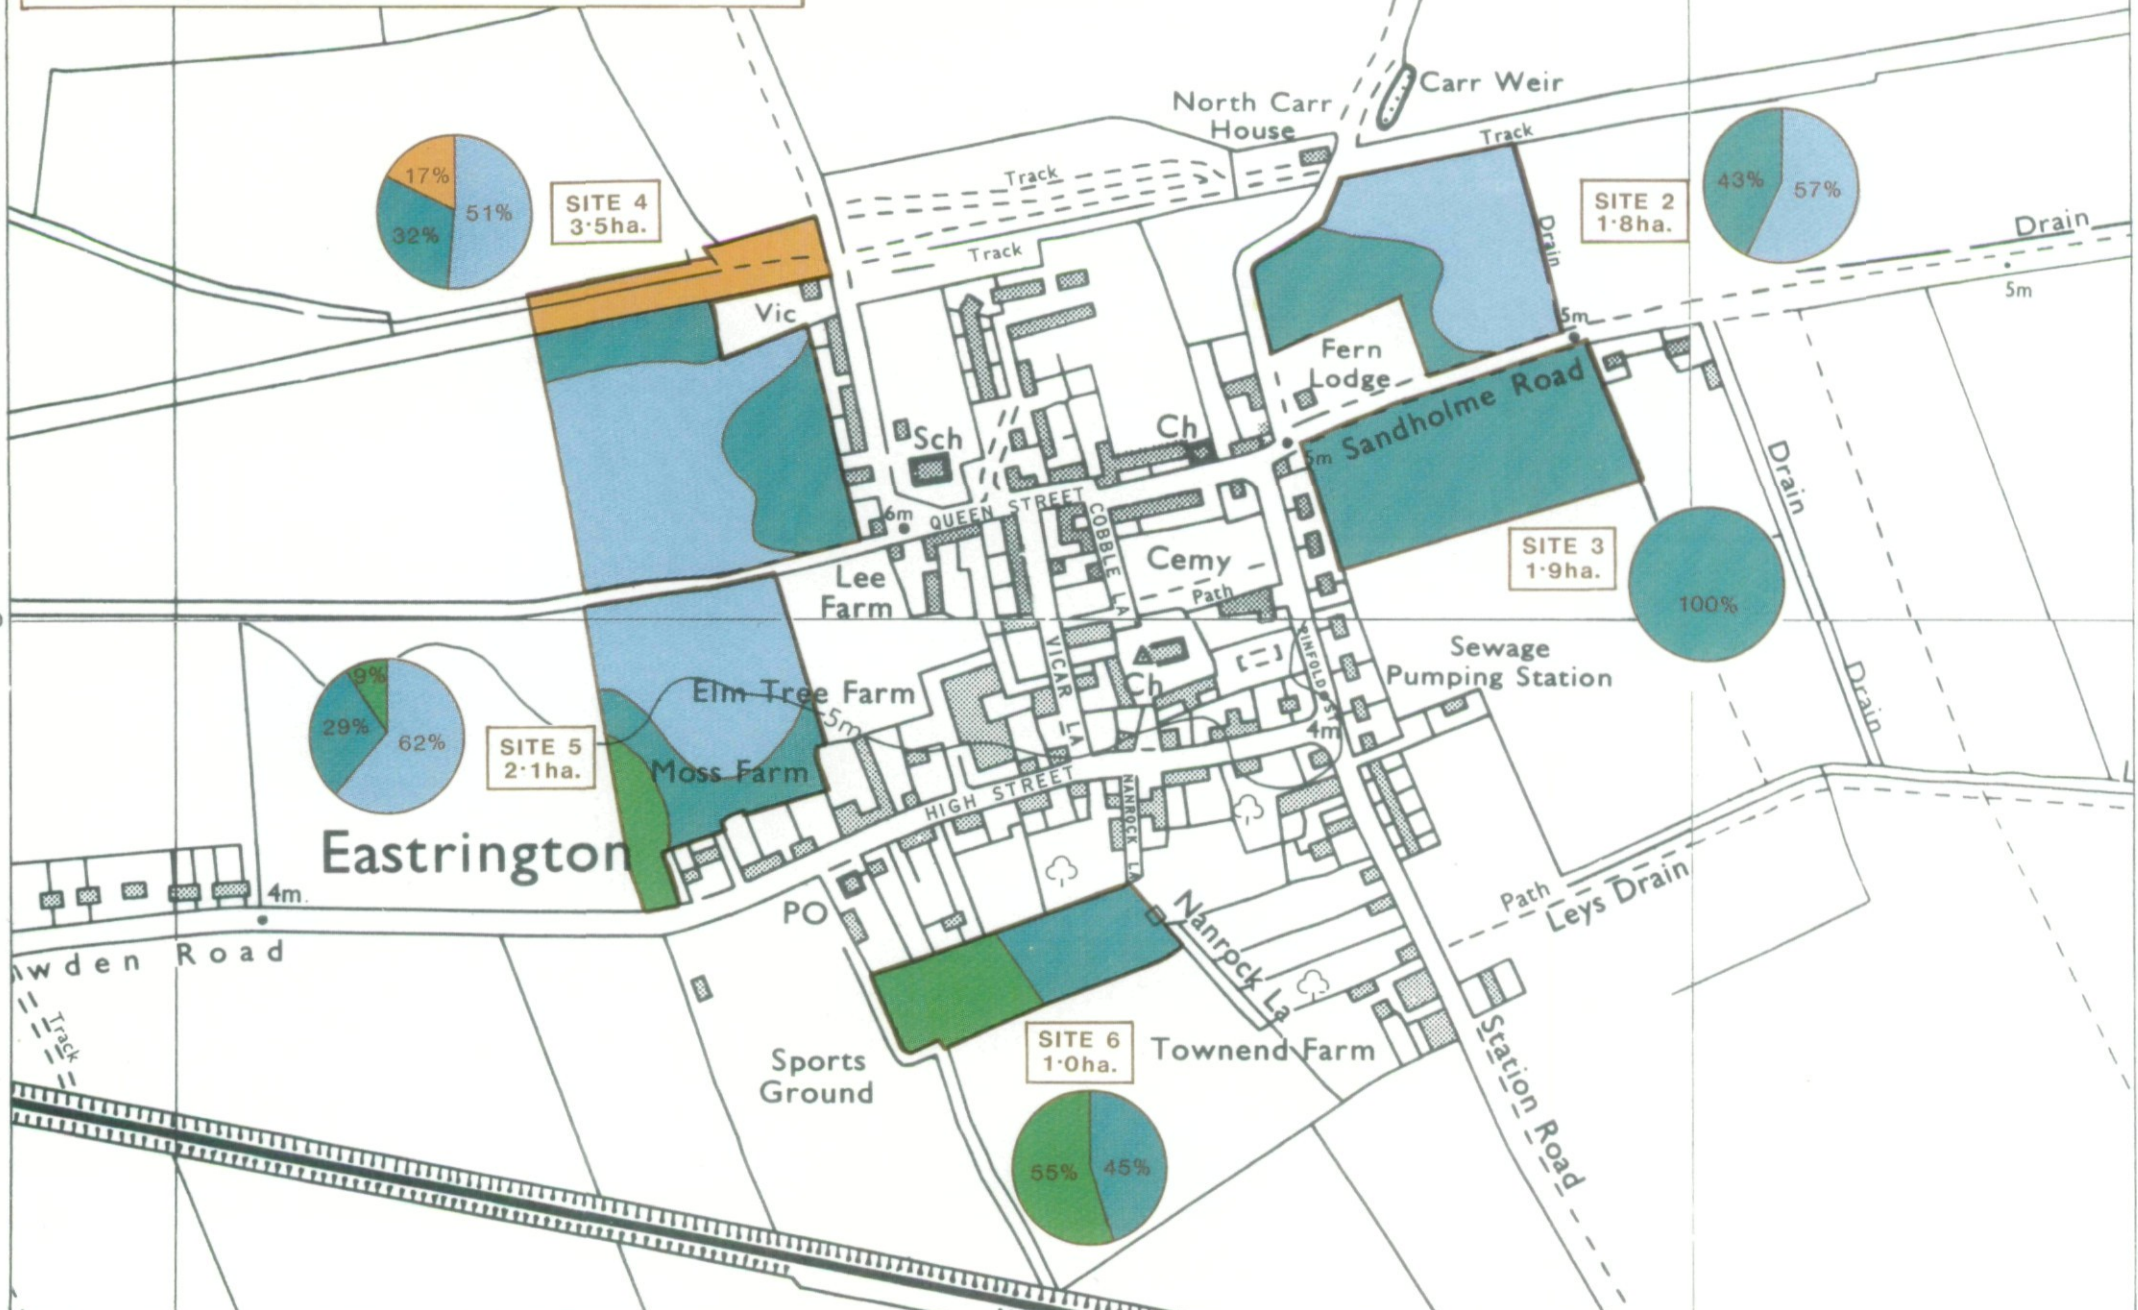 Carr Weir
North Carr
House
Track
Track
Track
17%
51%
32%
SITE 4
3·5ha.
SITE 2
1·8ha.
43%
57%
Drain
Drain
5m
5m
Vic
Fern
Lodge
Sandholme Road
5m
Sch
Ch
6m
QUEEN STREET
COBBLE LA
Cemy
Path
Lee
Farm
Drain
SITE 3
1·9ha.
100%
VICAR LA
PINFOLD ST
Sewage
Pumping Station
Drain
Ch
Elm Tree Farm
5m
4m
9%
29%
62%
SITE 5
2·1ha.
Moss Farm
HIGH STREET
NANROCK LA
Eastrington
4m.
PO
Nanrock La
Path
Leys Drain
wden Road
Track
Sports
Ground
SITE 6
1·0ha.
Townend Farm
Station Road
55%
45%